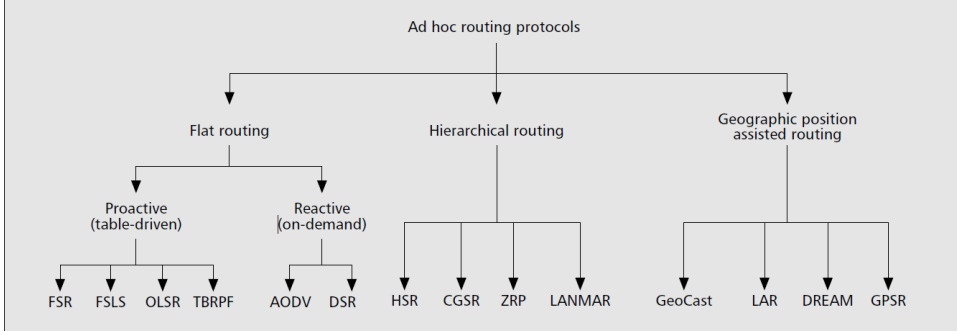 Ad hoc routing protocols
Flat routing
Hierarchical routing
Geographic position
assisted routing
Proactive
(table-driven)
Reactive
(on-demand)
FSR FSLS OLSR TBRPF AODV DSR HSR CGSR ZRP LANMAR GeoCast LAR DREAM GPSR